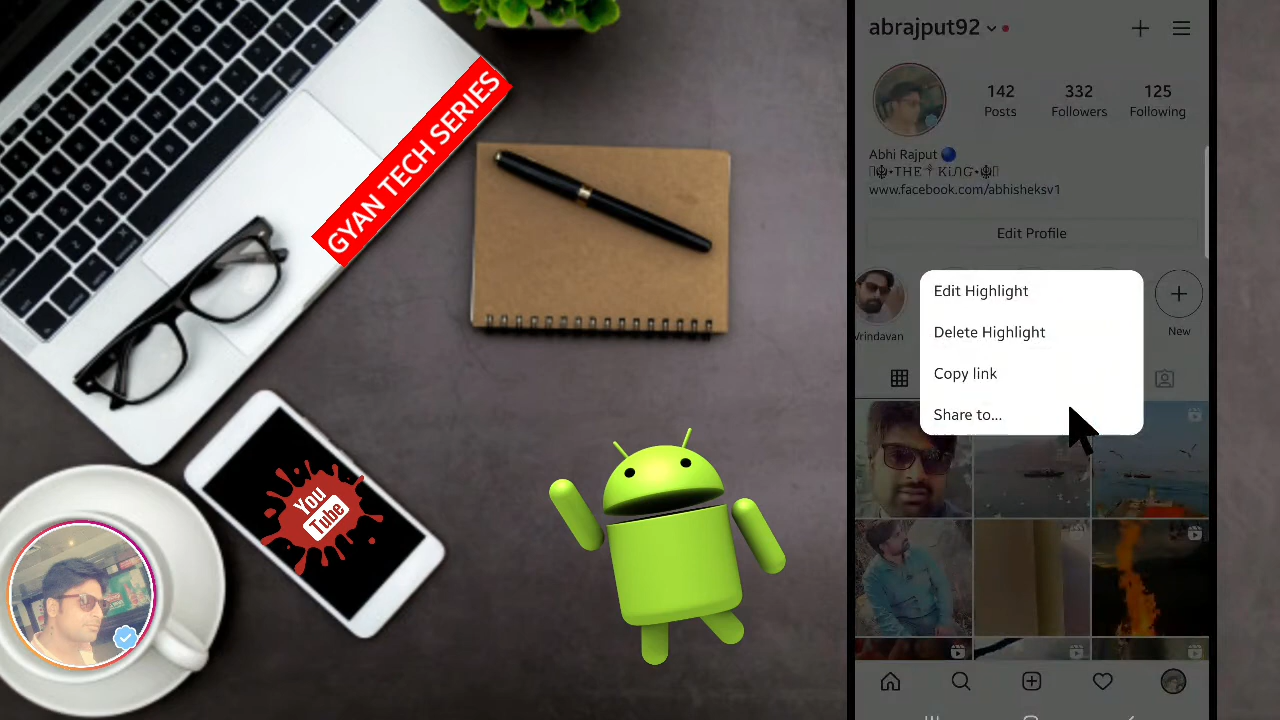 GYAN TECH SERIES
You
Tube
abrajput92
142
332
125
Posts
Followers
Following
Abhi Rajput
www.facebook.com/abhisheksv1
Edit Profile
Edit Highlight
Delete Highlight
Copy link
Share to...
Vrindavan
New